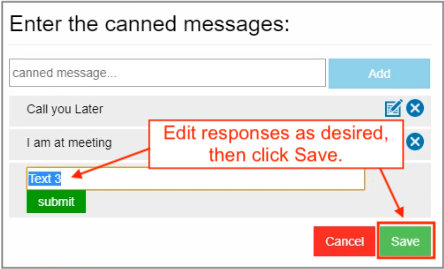 Enter the canned messages:
canned message...
Add
Call you Later
I am at meeting
Edit responses as desired,
then click Save.
Text 3
submit
Cancel
Save